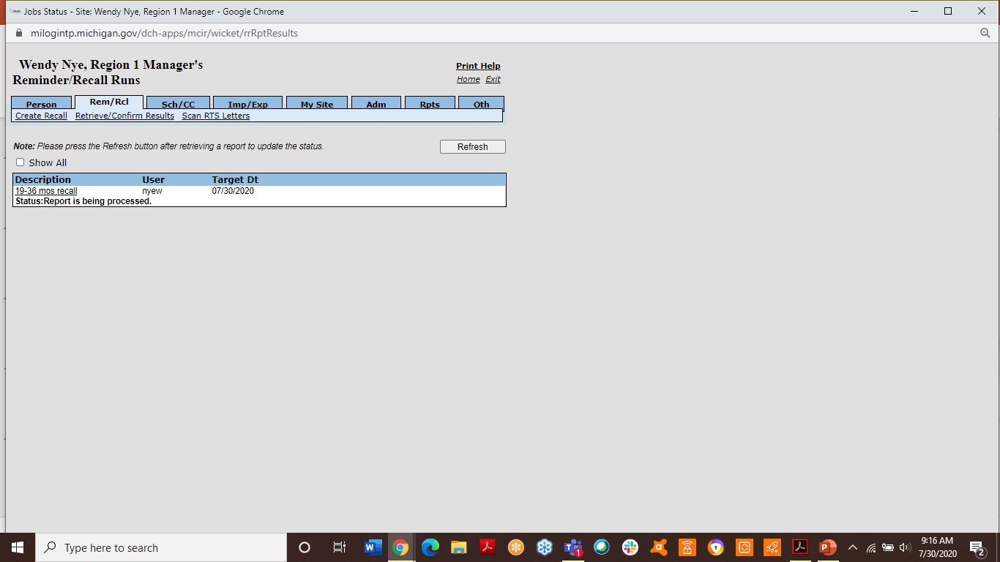 Jobs Status - Site: Wendy Nye, Region 1 Manager - Google Chrome
milogintp.michigan.gov/dch-apps/mcir/wicket/rrRptResults
Wendy Nye, Region 1 Manager's
Reminder/Recall Runs
Print Help
Home Exit
Person Rem/Rcl Sch/CC Imp/Exp My Site Adm Rpts Oth
Create Recall Retrieve/Confirm Results Scan RTS Letters
Note: Please press the Refresh button after retrieving a report to update the status.
Refresh
Show All
Description User Target Dt
19-36 mos recall nyew 07/30/2020
Status:Report is being processed.
Type here to search
W
1
P
9:16 AM
7/30/2020
2